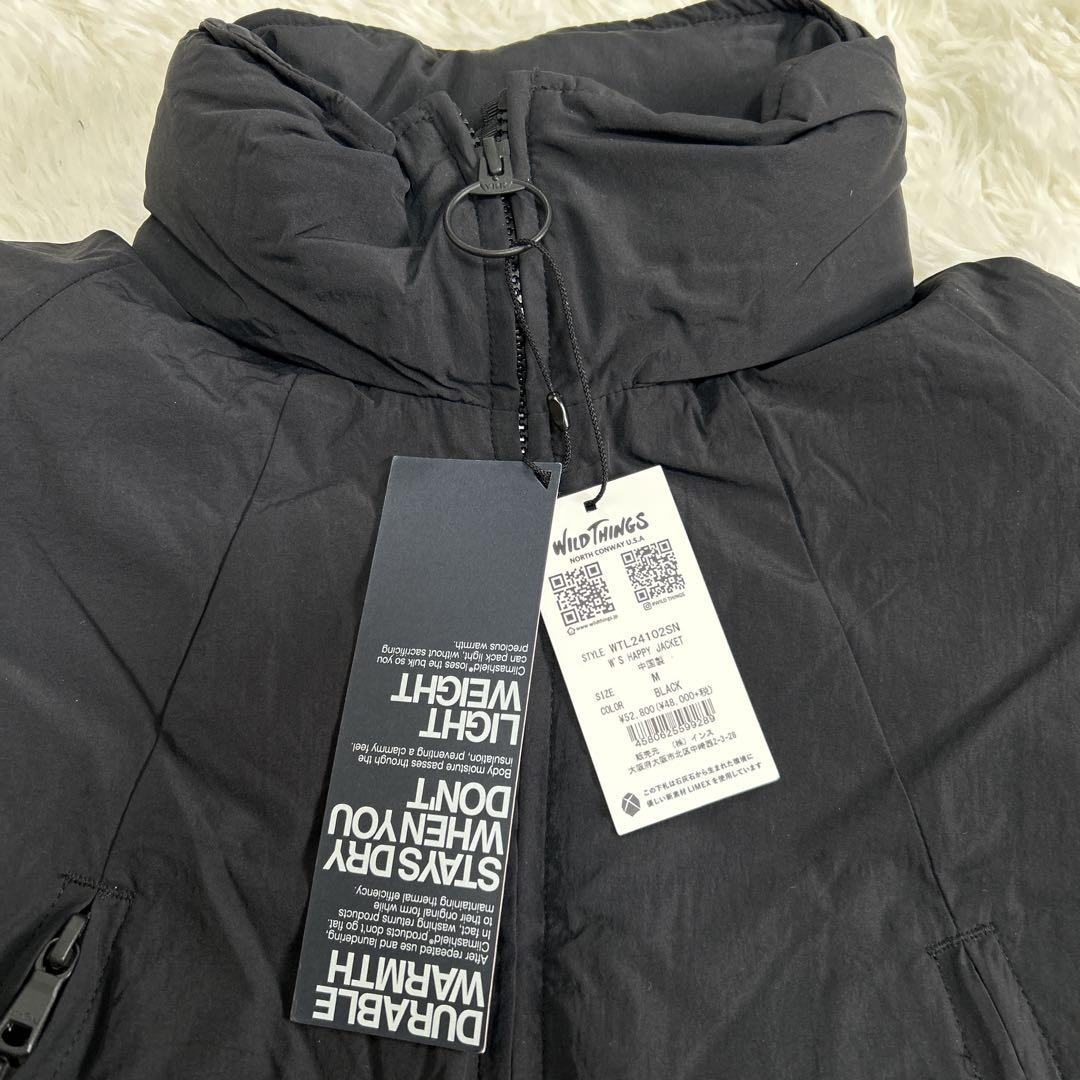 YKK
WILD THINGS
NORTH CONWAY U.S.A
www.wildthings.jp
#WILD THINGS
STYLE WTL24102SN
W'S HAPPY JACKET
中国製
SIZE M
COLOR BLACK
¥52,800(¥48,000+税)
4580625599289
販売元 (株)インス
大阪府大阪市北区中崎西2-3-28
この下札は石灰石から生まれた環境に
優しい新素材LIMEXを使用しています
DURABLE
WARMTH
After repeated use and laundering,
Climashield® products don't go flat.
In fact, washing returns products
to their original form while
maintaining thermal efficiency.
STAYS DRY
WHEN YOU
DON'T
Body moisture passes through the
insulation, preventing a clammy feel.
LIGHT
WEIGHT
Climashield® loses the bulk so you
can pack light, without sacrificing
precious warmth.